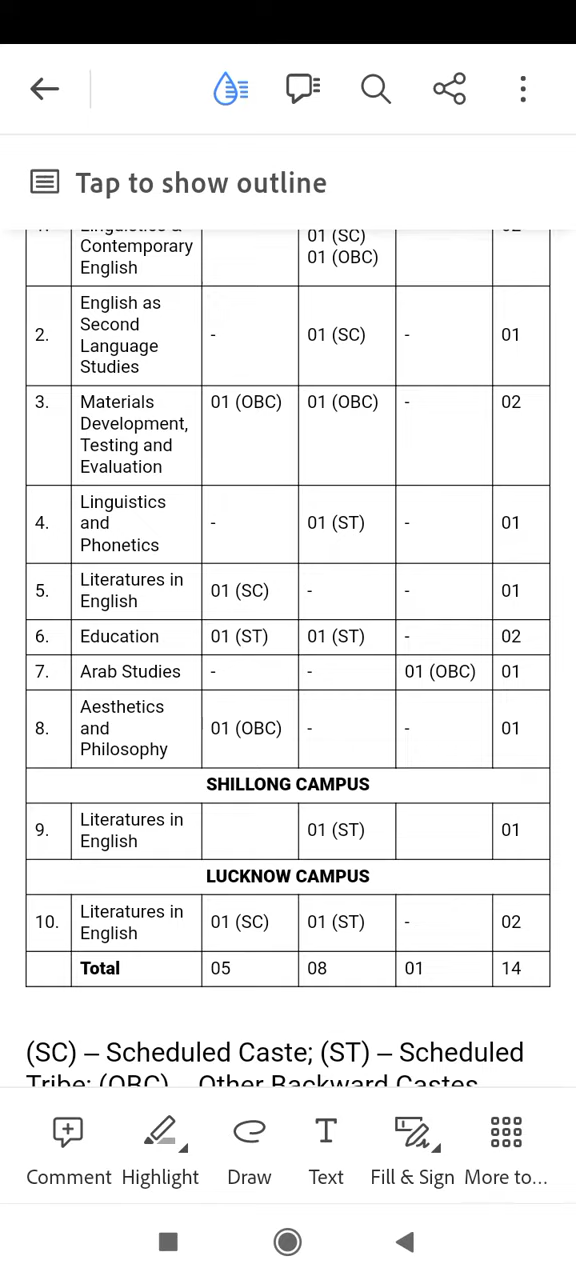 Tap to show outline
01 (SC)
Contemporary 01 (OBC)
English
2. English as Second Language Studies - 01 (SC) - 01
3. Materials Development, Testing and Evaluation 01 (OBC) 01 (OBC) - 02
4. Linguistics and Phonetics - 01 (ST) - 01
5. Literatures in English 01 (SC) - - 01
6. Education 01 (ST) 01 (ST) - 02
7. Arab Studies - - 01 (OBC) 01
8. Aesthetics and Philosophy 01 (OBC) - - 01
SHILLONG CAMPUS
9. Literatures in English 01 (ST) 01
LUCKNOW CAMPUS
10. Literatures in English 01 (SC) 01 (ST) - 02
Total 05 08 01 14
(SC) – Scheduled Caste; (ST) – Scheduled
Tribe; (OBC) – Other Backward Castes
Comment Highlight Draw Text Fill & Sign More to...